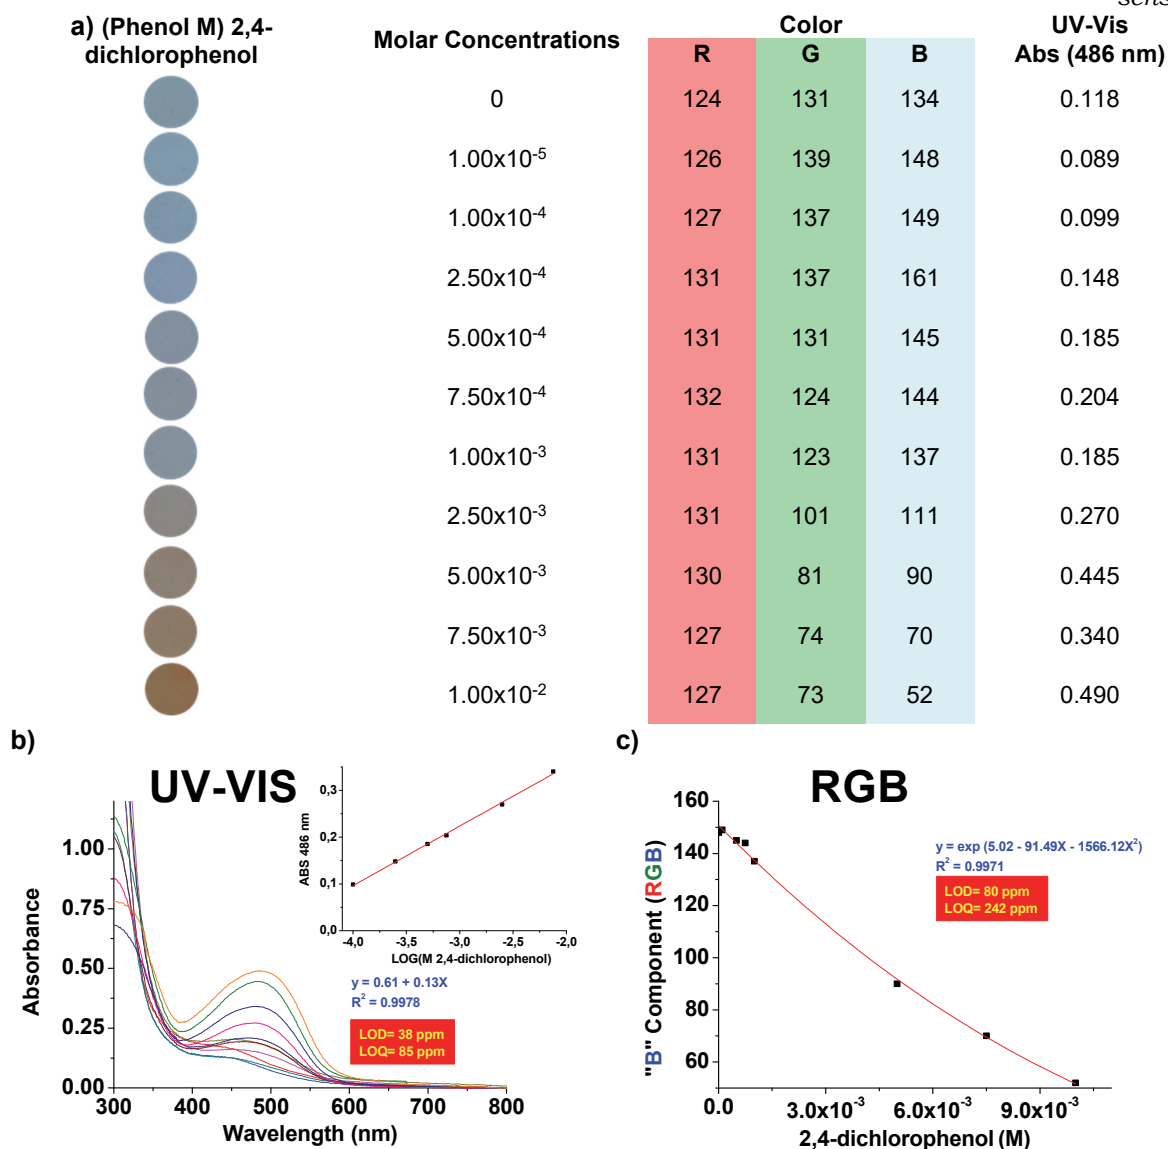 sens
a) (Phenol M) 2,4-
dichlorophenol
Molar Concentrations
Color
R G B
UV-Vis
Abs (486 nm)
0 124 131 134 0.118
1.00x10⁻⁵ 126 139 148 0.089
1.00x10⁻⁴ 127 137 149 0.099
2.50x10⁻⁴ 131 137 161 0.148
5.00x10⁻⁴ 131 131 145 0.185
7.50x10⁻⁴ 132 124 144 0.204
1.00x10⁻³ 131 123 137 0.185
2.50x10⁻³ 131 101 111 0.270
5.00x10⁻³ 130 81 90 0.445
7.50x10⁻³ 127 74 70 0.340
1.00x10⁻² 127 73 52 0.490
b)
UV-VIS
Absorbance
1.00
0.75
0.50
0.25
0.00
300 400 500 600 700 800
Wavelength (nm)
ABS 486 nm
0,3
0,2
0,1
0,0
-4,0 -3,5 -3,0 -2,5 -2,0
LOG(M 2,4-dichlorophenol)
y = 0.61 + 0.13X
R² = 0.9978
LOD= 38 ppm
LOQ= 85 ppm
c)
RGB
"B" Component (RGB)
160
140
120
100
80
60
0.0 3.0x10⁻³ 6.0x10⁻³ 9.0x10⁻³
2,4-dichlorophenol (M)
y = exp (5.02 - 91.49X - 1566.12X²)
R² = 0.9971
LOD= 80 ppm
LOQ= 242 ppm